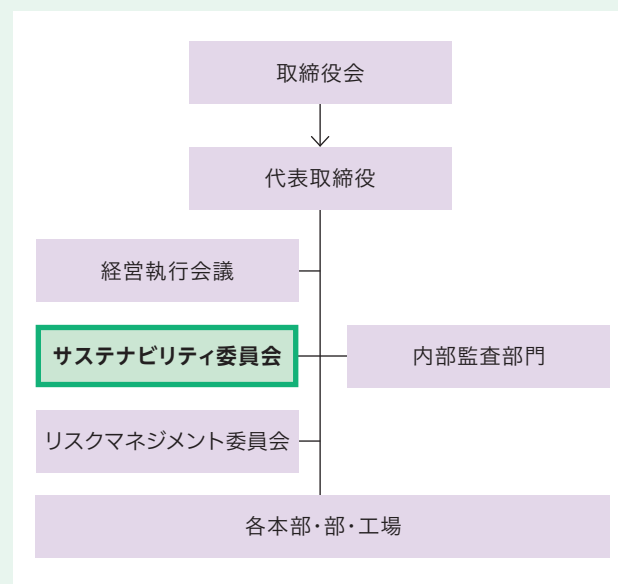 取締役会
代表取締役
経営執行会議
サステナビリティ委員会
内部監査部門
リスクマネジメント委員会
各本部・部・工場